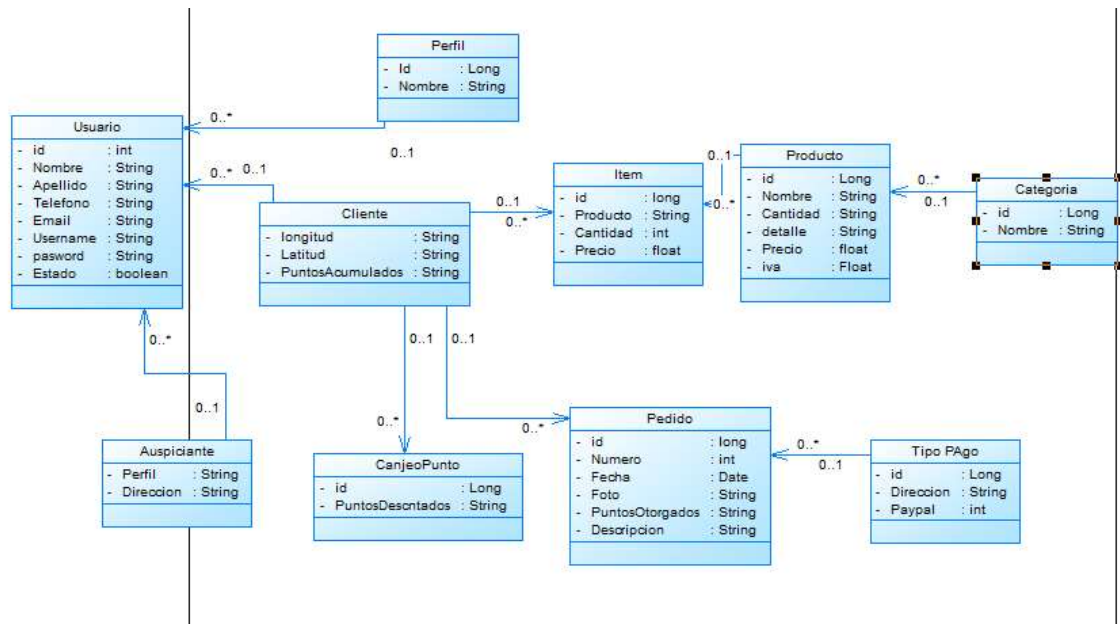 Perfil
- Id : Long
- Nombre : String
0..*
0..1
Usuario
- id : int
- Nombre : String
- Apellido : String
- Telefono : String
- Email : String
- Username : String
- pasword : String
- Estado : boolean
0..* 0..1
Cliente
- longitud : String
- Latitud : String
- PuntosAcumulados : String
0..1
0..*
Item
- id : long
- Producto : String
- Cantidad : int
- Precio : float
0..1
0..*
Producto
- id : Long
- Nombre : String
- Cantidad : String
- detalle : String
- Precio : float
- iva : Float
0..*
0..1
Categoria
- id : Long
- Nombre : String
0..*
0..1
Auspiciante
- Perfil : String
- Direccion : String
0..1
0..*
CanjeoPunto
- id : Long
- PuntosDescntados : String
0..1
0..*
Pedido
- id : long
- Numero : int
- Fecha : Date
- Foto : String
- PuntosOtorgados : String
- Descripcion : String
0..*
0..1
Tipo PAgo
- id : Long
- Direccion : String
- Paypal : int